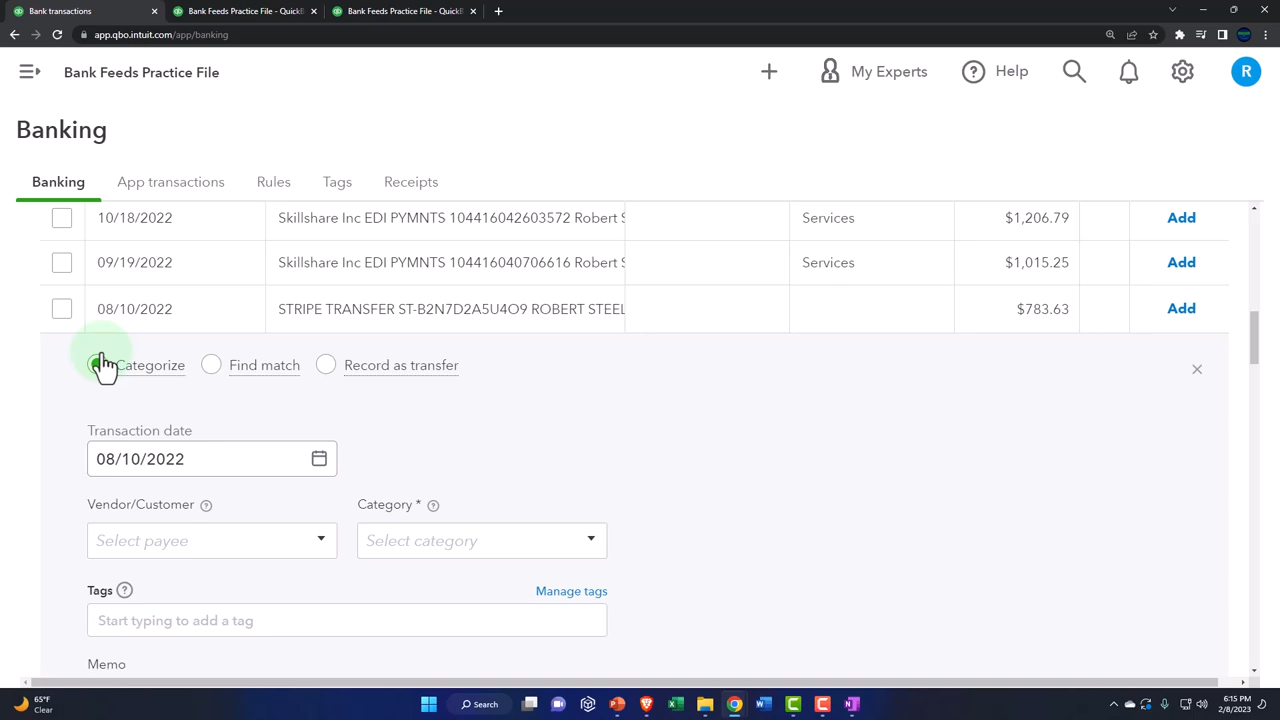 Bank transactions
Bank Feeds Practice File - QuickB
Bank Feeds Practice File - QuickB
app.qbo.intuit.com/app/banking
Bank Feeds Practice File
My Experts
Help
R
Banking
Banking
App transactions
Rules
Tags
Receipts
10/18/2022 Skillshare Inc EDI PYMNTS 104416042603572 Robert S Services $1,206.79 Add
09/19/2022 Skillshare Inc EDI PYMNTS 104416040706616 Robert S Services $1,015.25 Add
08/10/2022 STRIPE TRANSFER ST-B2N7D2A5U4O9 ROBERT STEEL $783.63 Add
Categorize Find match Record as transfer
Transaction date
08/10/2022
Vendor/Customer Category *
Select payee Select category
Tags Manage tags
Start typing to add a tag
Memo
65°F
Clear
Search
6:15 PM
2/8/2023